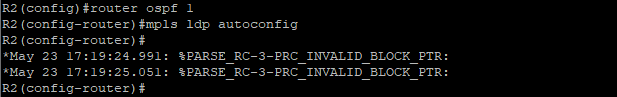 R2(config)#router ospf 1
R2(config-router)#mpls ldp autoconfig
R2(config-router)#
*May 23 17:19:24.991: %PARSE_RC-3-PRC_INVALID_BLOCK_PTR:
*May 23 17:19:25.051: %PARSE_RC-3-PRC_INVALID_BLOCK_PTR:
R2(config-router)#